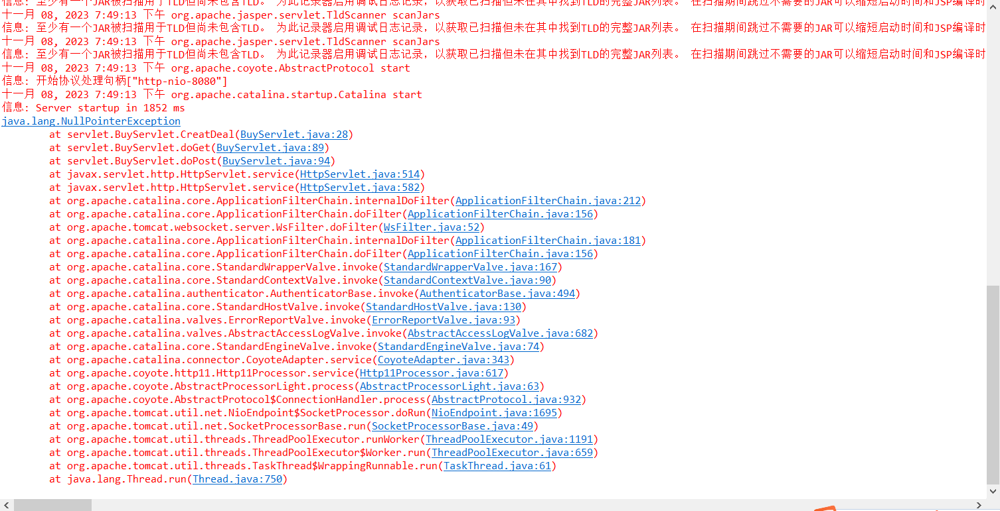 信息: 至少有一个JAR被扫描用于TLD但尚未包含TLD。 为此记录器启用调试日志记录，以获取已扫描但未在其中找到TLD的完整JAR列表。 在扫描期间跳过不需要的JAR可以缩短启动时间和JSP编译时
十一月 08, 2023 7:49:13 下午 org.apache.jasper.servlet.TldScanner scanJars
信息: 至少有一个JAR被扫描用于TLD但尚未包含TLD。 为此记录器启用调试日志记录，以获取已扫描但未在其中找到TLD的完整JAR列表。 在扫描期间跳过不需要的JAR可以缩短启动时间和JSP编译时
十一月 08, 2023 7:49:13 下午 org.apache.jasper.servlet.TldScanner scanJars
信息: 至少有一个JAR被扫描用于TLD但尚未包含TLD。 为此记录器启用调试日志记录，以获取已扫描但未在其中找到TLD的完整JAR列表。 在扫描期间跳过不需要的JAR可以缩短启动时间和JSP编译时
十一月 08, 2023 7:49:13 下午 org.apache.coyote.AbstractProtocol start
信息: 开始协议处理句柄["http-nio-8080"]
十一月 08, 2023 7:49:13 下午 org.apache.catalina.startup.Catalina start
信息: Server startup in 1852 ms
java.lang.NullPointerException
at servlet.BuyServlet.CreatDeal(BuyServlet.java:28)
at servlet.BuyServlet.doGet(BuyServlet.java:89)
at servlet.BuyServlet.doPost(BuyServlet.java:94)
at javax.servlet.http.HttpServlet.service(HttpServlet.java:514)
at javax.servlet.http.HttpServlet.service(HttpServlet.java:582)
at org.apache.catalina.core.ApplicationFilterChain.internalDoFilter(ApplicationFilterChain.java:212)
at org.apache.catalina.core.ApplicationFilterChain.doFilter(ApplicationFilterChain.java:156)
at org.apache.tomcat.websocket.server.WsFilter.doFilter(WsFilter.java:52)
at org.apache.catalina.core.ApplicationFilterChain.internalDoFilter(ApplicationFilterChain.java:181)
at org.apache.catalina.core.ApplicationFilterChain.doFilter(ApplicationFilterChain.java:156)
at org.apache.catalina.core.StandardWrapperValve.invoke(StandardWrapperValve.java:167)
at org.apache.catalina.core.StandardContextValve.invoke(StandardContextValve.java:90)
at org.apache.catalina.authenticator.AuthenticatorBase.invoke(AuthenticatorBase.java:494)
at org.apache.catalina.core.StandardHostValve.invoke(StandardHostValve.java:130)
at org.apache.catalina.valves.ErrorReportValve.invoke(ErrorReportValve.java:93)
at org.apache.catalina.valves.AbstractAccessLogValve.invoke(AbstractAccessLogValve.java:682)
at org.apache.catalina.core.StandardEngineValve.invoke(StandardEngineValve.java:74)
at org.apache.catalina.connector.CoyoteAdapter.service(CoyoteAdapter.java:343)
at org.apache.coyote.http11.Http11Processor.service(Http11Processor.java:617)
at org.apache.coyote.AbstractProcessorLight.process(AbstractProcessorLight.java:63)
at org.apache.coyote.AbstractProtocol$ConnectionHandler.process(AbstractProtocol.java:932)
at org.apache.tomcat.util.net.NioEndpoint$SocketProcessor.doRun(NioEndpoint.java:1695)
at org.apache.tomcat.util.net.SocketProcessorBase.run(SocketProcessorBase.java:49)
at org.apache.tomcat.util.threads.ThreadPoolExecutor.runWorker(ThreadPoolExecutor.java:1191)
at org.apache.tomcat.util.threads.ThreadPoolExecutor$Worker.run(ThreadPoolExecutor.java:659)
at org.apache.tomcat.util.threads.TaskThread$WrappingRunnable.run(TaskThread.java:61)
at java.lang.Thread.run(Thread.java:750)